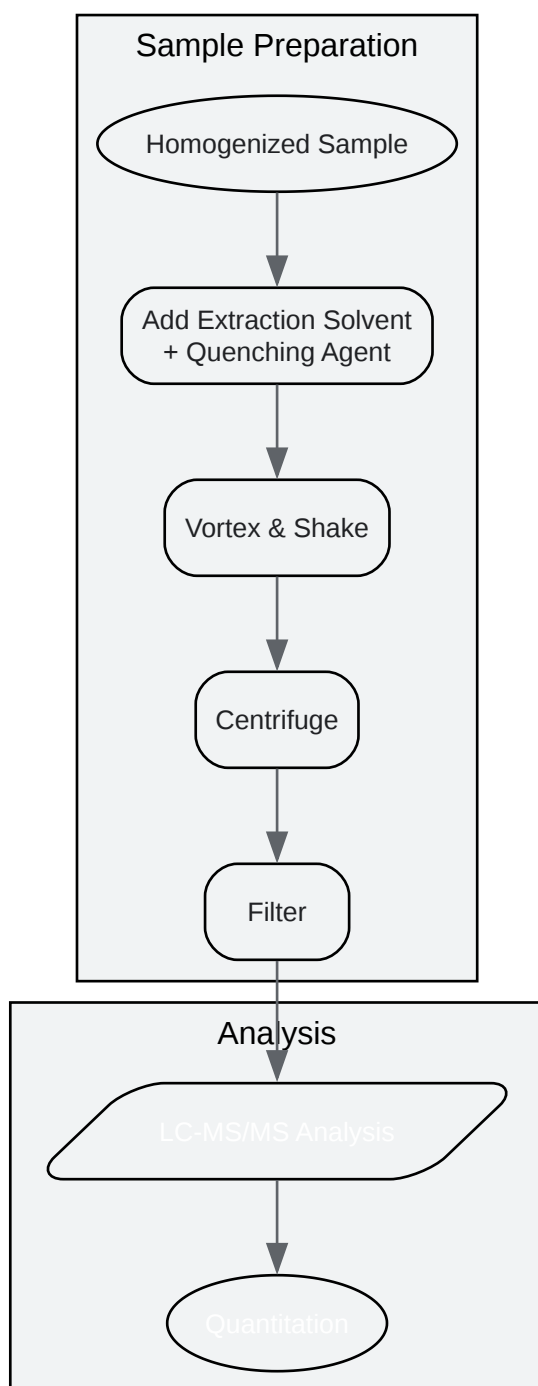 Sample Preparation
Homogenized Sample
Add Extraction Solvent
+ Quenching Agent
Vortex & Shake
Centrifuge
Filter
Analysis
LC-MS/MS Analysis
Quantitation